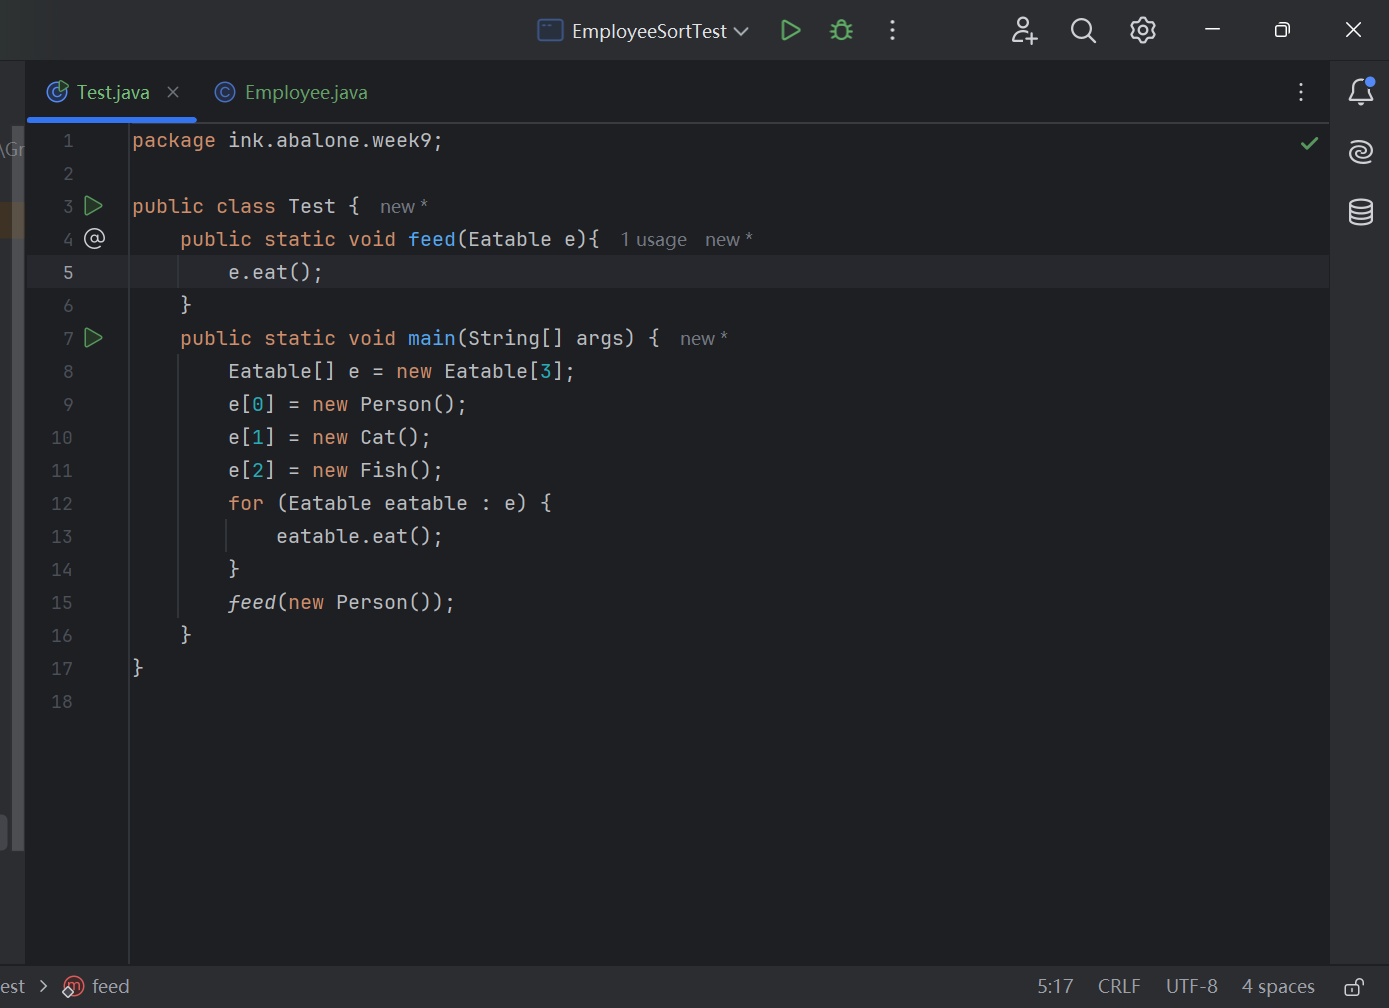 EmployeeSortTest
Test.java Employee.java
\Gr
1 package ink.abalone.week9;
2
3 public class Test { new *
4 @ public static void feed(Eatable e){ 1 usage new *
5 e.eat();
6 }
7 public static void main(String[] args) { new *
8 Eatable[] e = new Eatable[3];
9 e[0] = new Person();
10 e[1] = new Cat();
11 e[2] = new Fish();
12 for (Eatable eatable : e) {
13 eatable.eat();
14 }
15 feed(new Person());
16 }
17 }
18
est > m feed 5:17 CRLF UTF-8 4 spaces